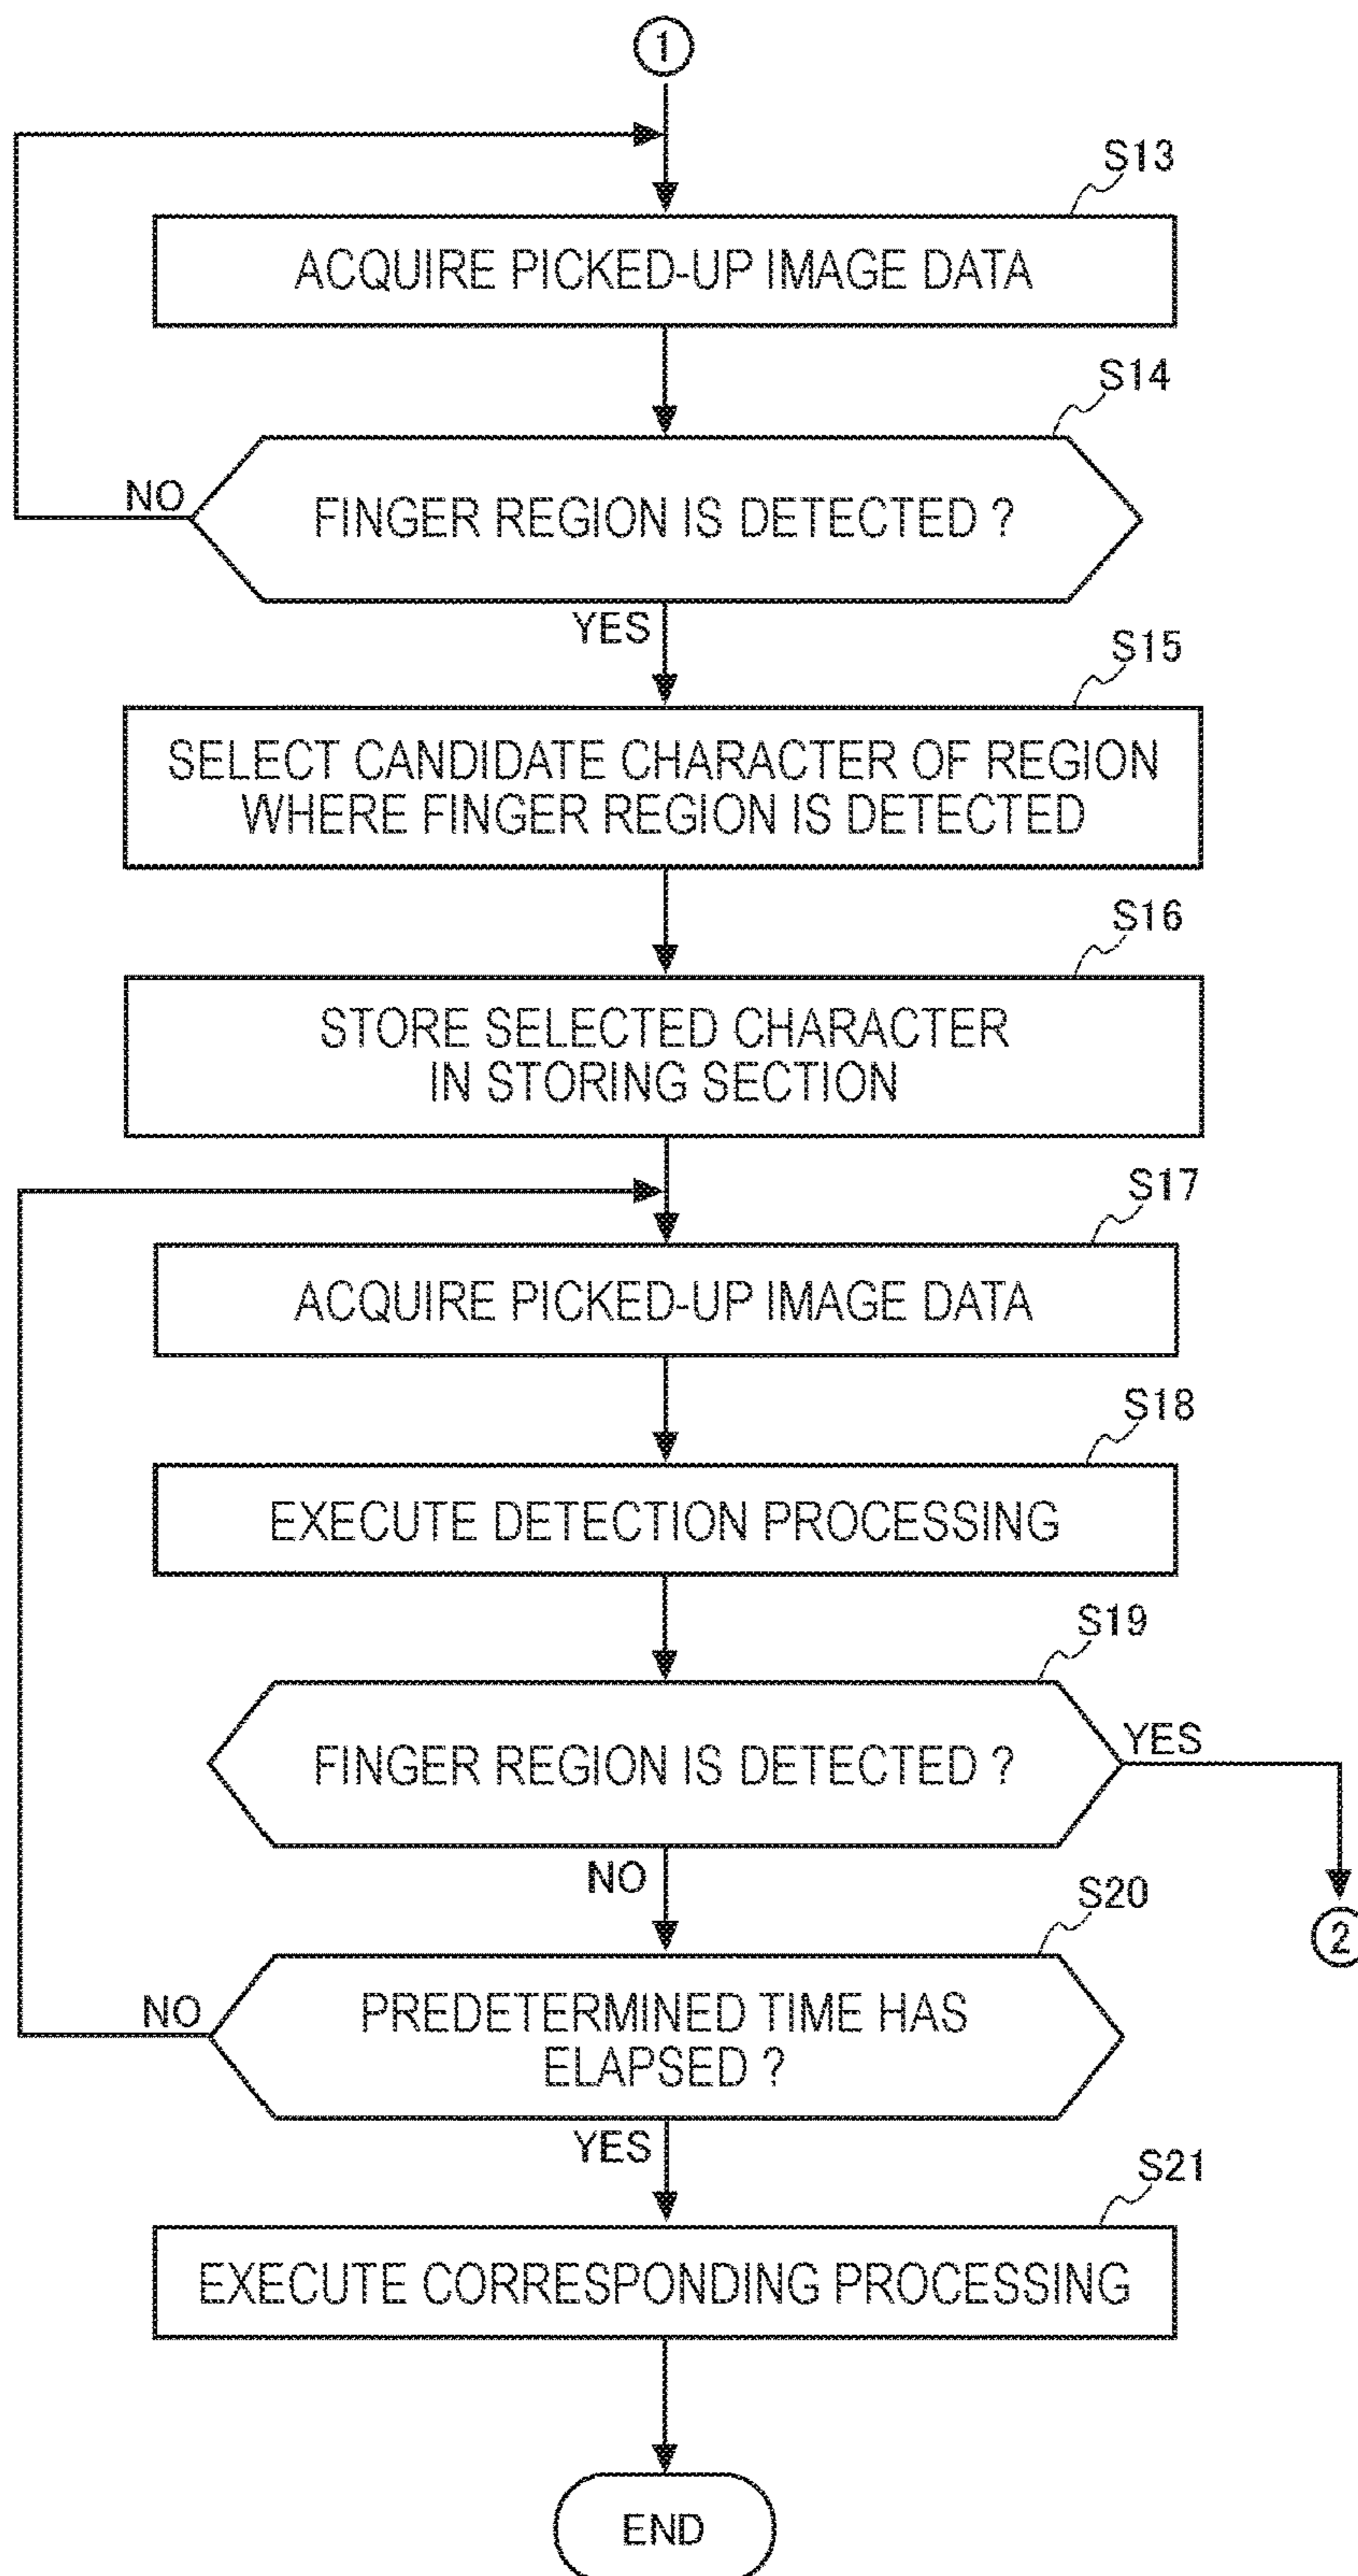 1
S13
ACQUIRE PICKED-UP IMAGE DATA
S14
FINGER REGION IS DETECTED ?
NO
YES
S15
SELECT CANDIDATE CHARACTER OF REGION
WHERE FINGER REGION IS DETECTED
S16
STORE SELECTED CHARACTER
IN STORING SECTION
S17
ACQUIRE PICKED-UP IMAGE DATA
S18
EXECUTE DETECTION PROCESSING
S19
FINGER REGION IS DETECTED ?
YES
NO
2
S20
PREDETERMINED TIME HAS
ELAPSED ?
NO
YES
S21
EXECUTE CORRESPONDING PROCESSING
END